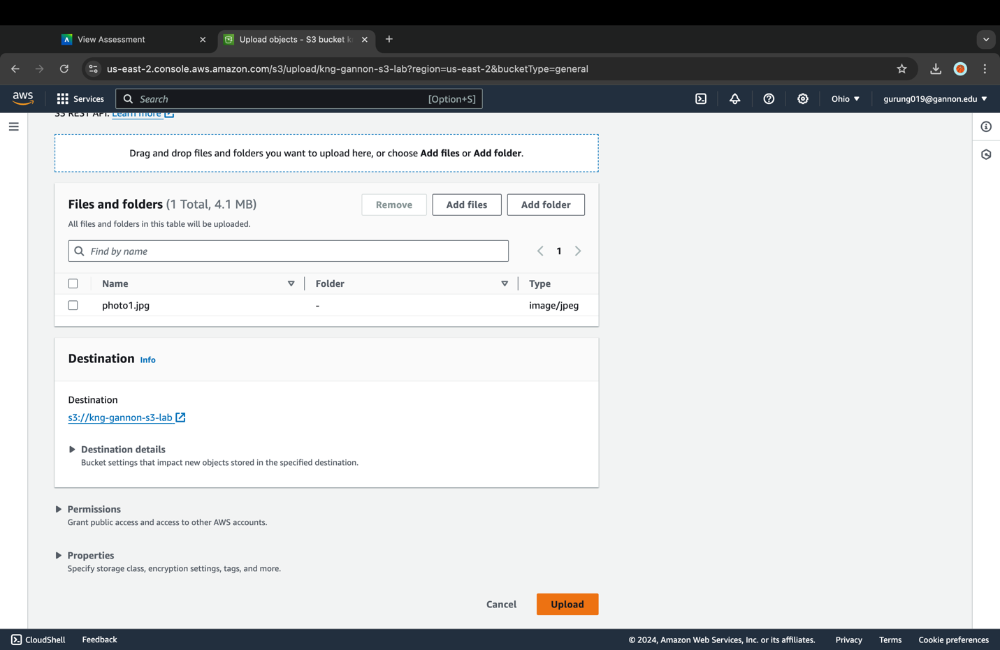 View Assessment
Upload objects - S3 bucket k
us-east-2.console.aws.amazon.com/s3/upload/kng-gannon-s3-lab?region=us-east-2&bucketType=general
aws
Services
Search
[Option+S]
Ohio
gurung019@gannon.edu
S3 REST API. Learn more
Drag and drop files and folders you want to upload here, or choose Add files or Add folder.
Files and folders (1 Total, 4.1 MB)
Remove
Add files
Add folder
All files and folders in this table will be uploaded.
Find by name
1
Name
Folder
Type
photo1.jpg
-
image/jpeg
Destination Info
Destination
s3://kng-gannon-s3-lab
Destination details
Bucket settings that impact new objects stored in the specified destination.
Permissions
Grant public access and access to other AWS accounts.
Properties
Specify storage class, encryption settings, tags, and more.
Cancel
Upload
CloudShell
Feedback
© 2024, Amazon Web Services, Inc. or its affiliates.
Privacy
Terms
Cookie preferences